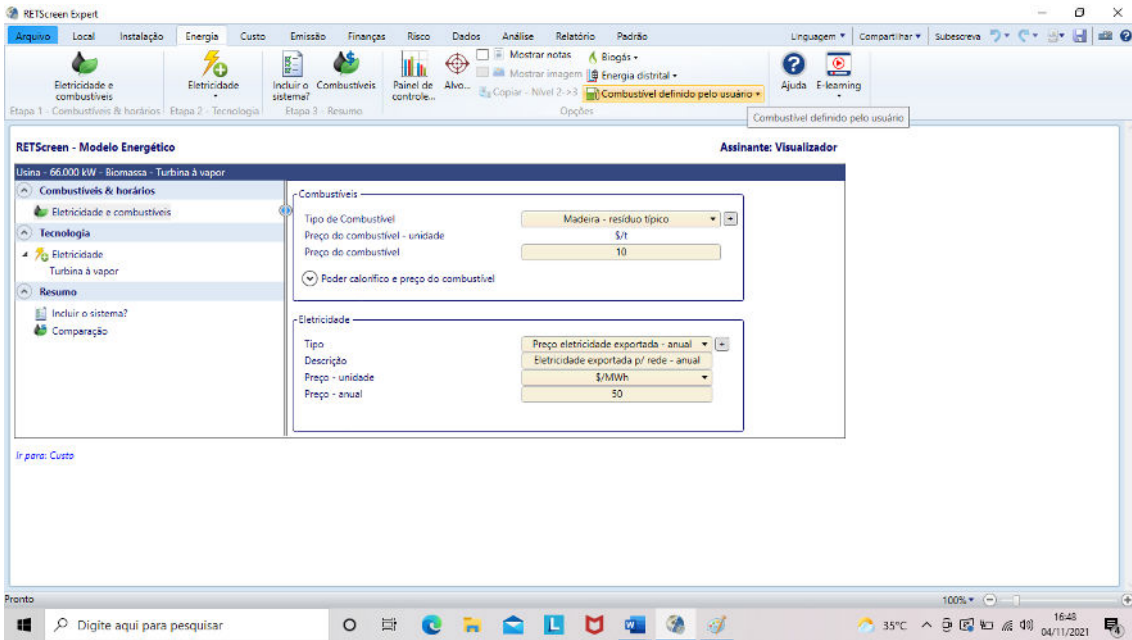 RETScreen Expert
Arquivo Local Instalação Energia Custo Emissão Finanças Risco Dados Análise Relatório Padrão Linguagem Compartilhar Subescreva
Eletricidade e combustíveis
Etapa 1 - Combustíveis & horários
Eletricidade
Etapa 2 - Tecnologia
Incluir o sistema?
Combustíveis
Etapa 3 - Resumo
Painel de controle...
Alvo...
Mostrar notas
Mostrar imagem
Copiar - Nível 2->3
Biogás
Energia distrital
Combustível definido pelo usuário
Opções
Ajuda
E-learning
Combustível definido pelo usuário
RETScreen - Modelo Energético
Assinante: Visualizador
Usina - 66.000 kW - Biomassa - Turbina à vapor
Combustíveis & horários
Eletricidade e combustíveis
Tecnologia
Eletricidade
Turbina à vapor
Resumo
Incluir o sistema?
Comparação
Combustíveis
Tipo de Combustível Madeira - resíduo típico
Preço do combustível - unidade $/t
Preço do combustível 10
Poder calorífico e preço do combustível
Eletricidade
Tipo Preço eletricidade exportada - anual
Descrição Eletricidade exportada p/ rede - anual
Preço - unidade $/MWh
Preço - anual 50
Ir para: Custo
Pronto
100%
Digite aqui para pesquisar
35°C
16:48
04/11/2021